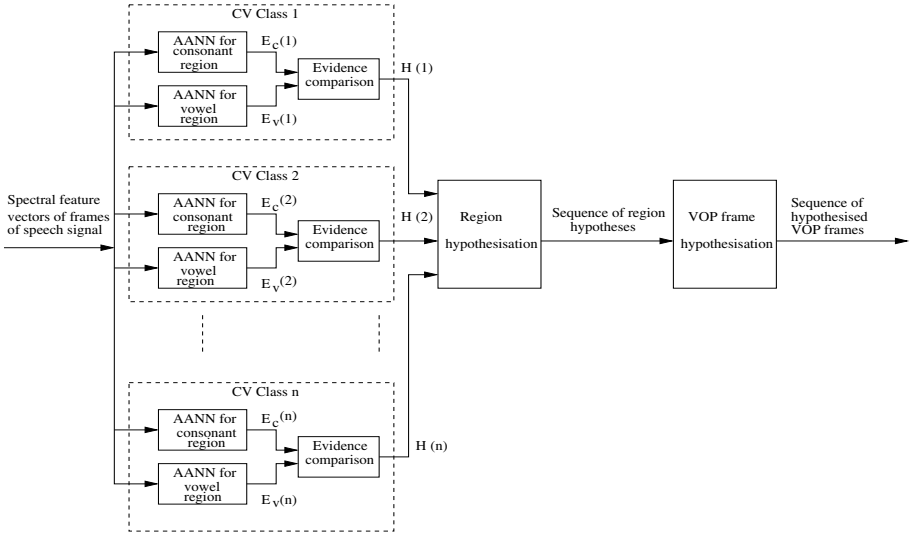 Spectral feature
vectors of frames
of speech signal
CV Class 1
AANN for
consonant
region
E_c(1)
AANN for
vowel
region
E_v(1)
Evidence
comparison
H (1)
CV Class 2
AANN for
consonant
region
E_c(2)
AANN for
vowel
region
E_v(2)
Evidence
comparison
H (2)
CV Class n
AANN for
consonant
region
E_c(n)
AANN for
vowel
region
E_v(n)
Evidence
comparison
H (n)
Region
hypothesisation
Sequence of region
hypotheses
VOP frame
hypothesisation
Sequence of
hypothesised
VOP frames